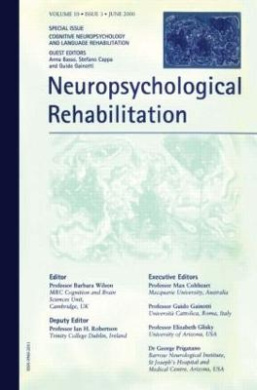 VOLUME 10 • ISSUE 3 • JUNE 2000
SPECIAL ISSUE
COGNITIVE NEUROPSYCHOLOGY
AND LANGUAGE REHABILITATION
GUEST EDITORS
Anna Basso, Stefano Cappa
and Guido Gainotti
Neuropsychological
Rehabilitation
Editor
Professor Barbara Wilson
MRC Cognition and Brain
Sciences Unit,
Cambridge, UK
Deputy Editor
Professor Ian H. Robertson
Trinity College Dublin, Ireland
Executive Editors
Professor Max Coltheart
Macquarie University, Australia
Professor Guido Gainotti
Università Cattolica, Roma, Italy
Professor Elizabeth Glisky
University of Arizona, USA
Dr George Prigatano
Barrow Neurological Institute,
St Joseph's Hospital and
Medical Centre, Arizona, USA